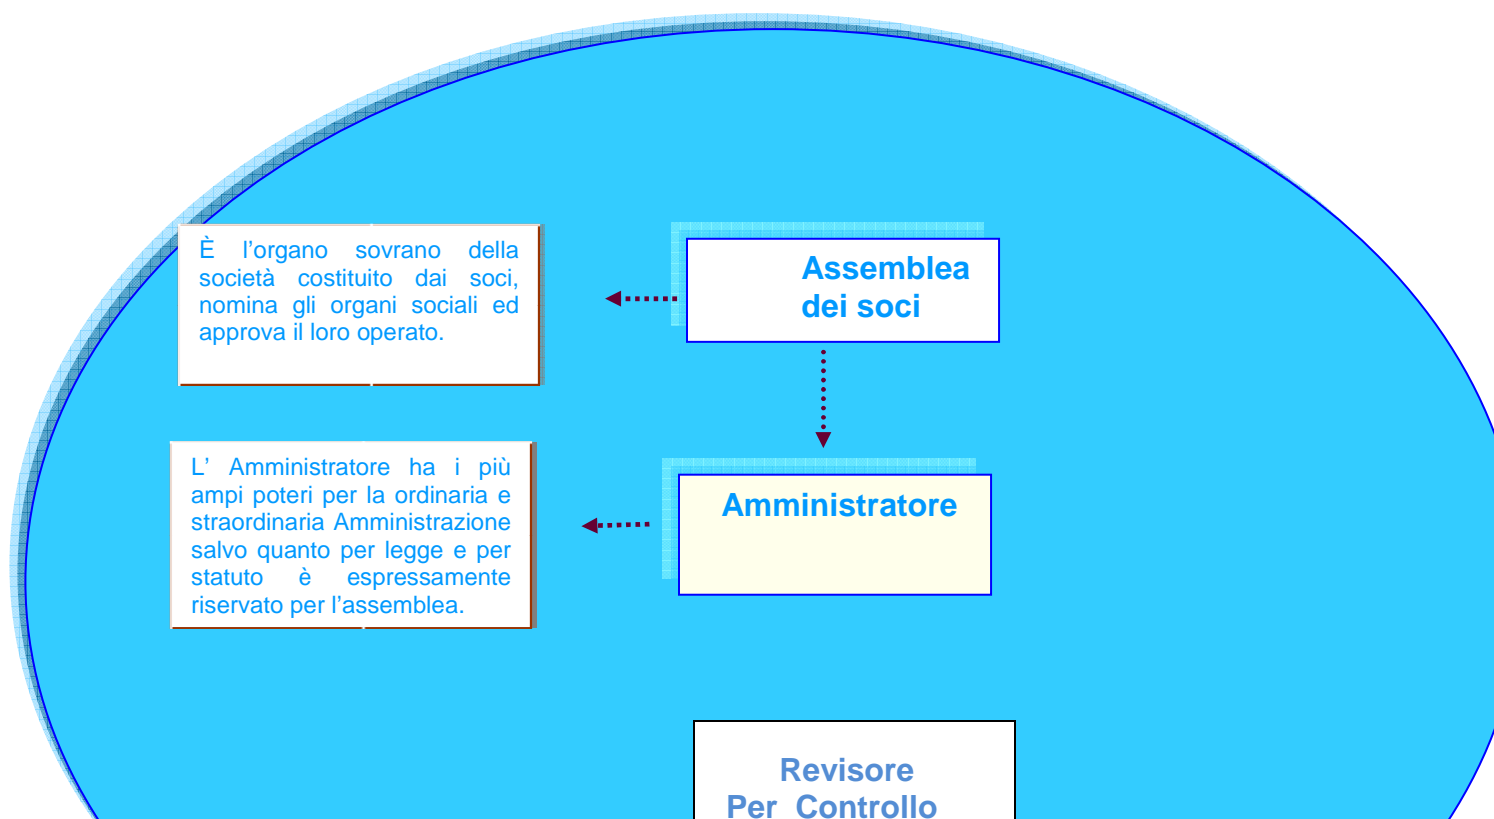 È l’organo sovrano della
società costituito dai soci,
nomina gli organi sociali ed
approva il loro operato.
Assemblea
dei soci
L’ Amministratore ha i più
ampi poteri per la ordinaria e
straordinaria Amministrazione
salvo quanto per legge e per
statuto è espressamente
riservato per l’assemblea.
Amministratore
Revisore
Per Controllo